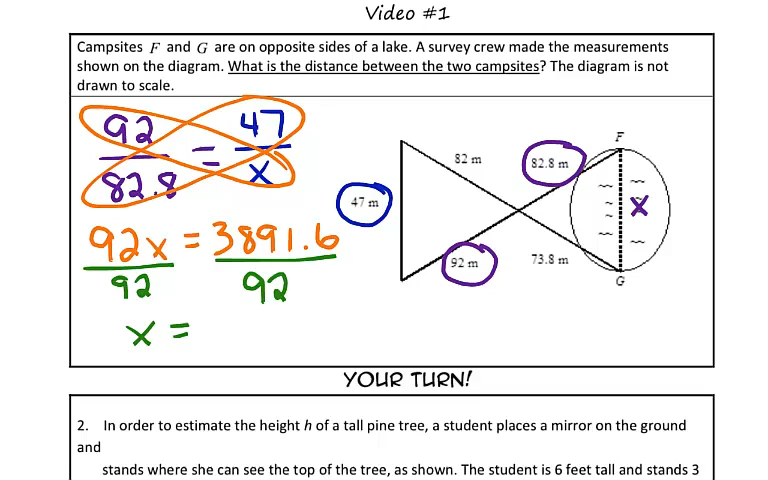 Video #1
Campsites F and G are on opposite sides of a lake. A survey crew made the measurements
shown on the diagram. What is the distance between the two campsites? The diagram is not
drawn to scale.
92/82.8 = 47/x
92x = 3891.6
92 92
x =
F
82 m
82.8 m
47 m
x
92 m
73.8 m
G
YOUR TURN!
2. In order to estimate the height h of a tall pine tree, a student places a mirror on the ground
and
stands where she can see the top of the tree, as shown. The student is 6 feet tall and stands 3